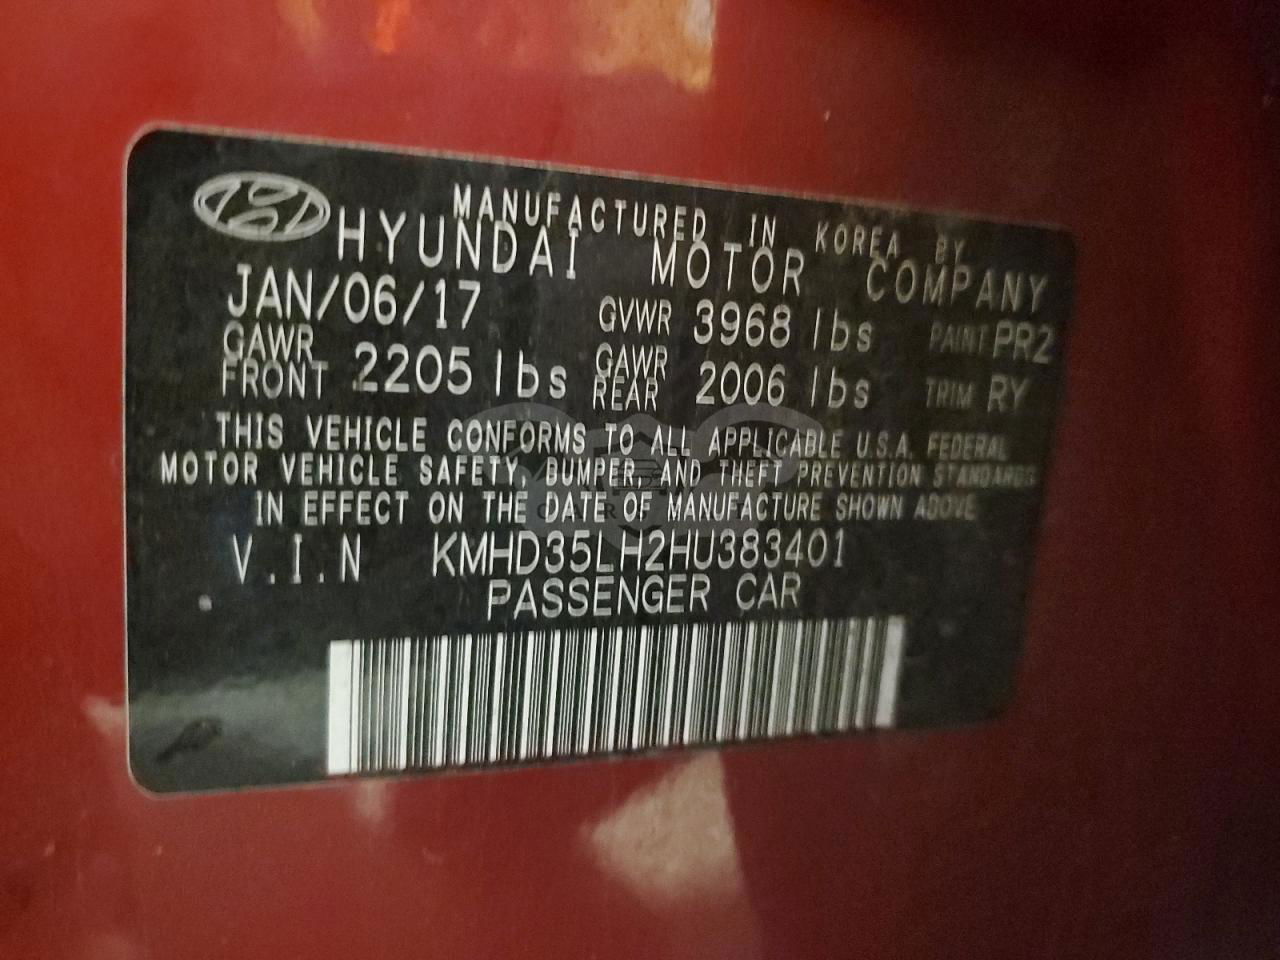 MANUFACTURED IN KOREA BY
HYUNDAI MOTOR COMPANY
JAN/06/17 GVWR 3968 lbs PAINT PR2
GAWR FRONT 2205 lbs GAWR REAR 2006 lbs TRIM RY
THIS VEHICLE CONFORMS TO ALL APPLICABLE U.S.A. FEDERAL
MOTOR VEHICLE SAFETY, BUMPER, AND THEFT PREVENTION STANDARDS
IN EFFECT ON THE DATE OF MANUFACTURE SHOWN ABOVE
V.I.N KMHD35LH2HU383401
PASSENGER CAR